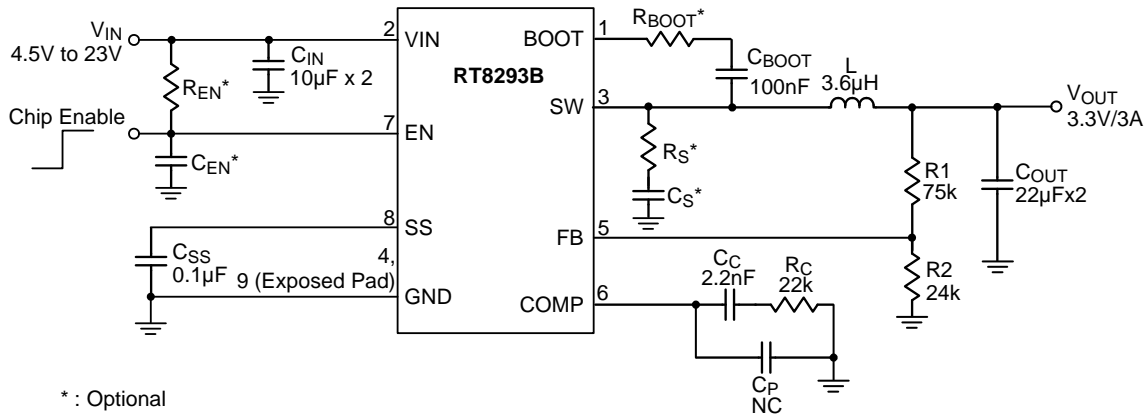 VIN
4.5V to 23V
REN*
CIN
10µF x 2
Chip Enable
CEN*
2
VIN
7
EN
8
SS
4,
9 (Exposed Pad)
GND
CSS
0.1µF
RT8293B
BOOT
1
SW
3
FB
5
COMP
6
RBOOT*
CBOOT
100nF
L
3.6µH
VOUT
3.3V/3A
RS*
CS*
R1
75k
COUT
22µFx2
R2
24k
CC
2.2nF
RC
22k
CP
NC
* : Optional